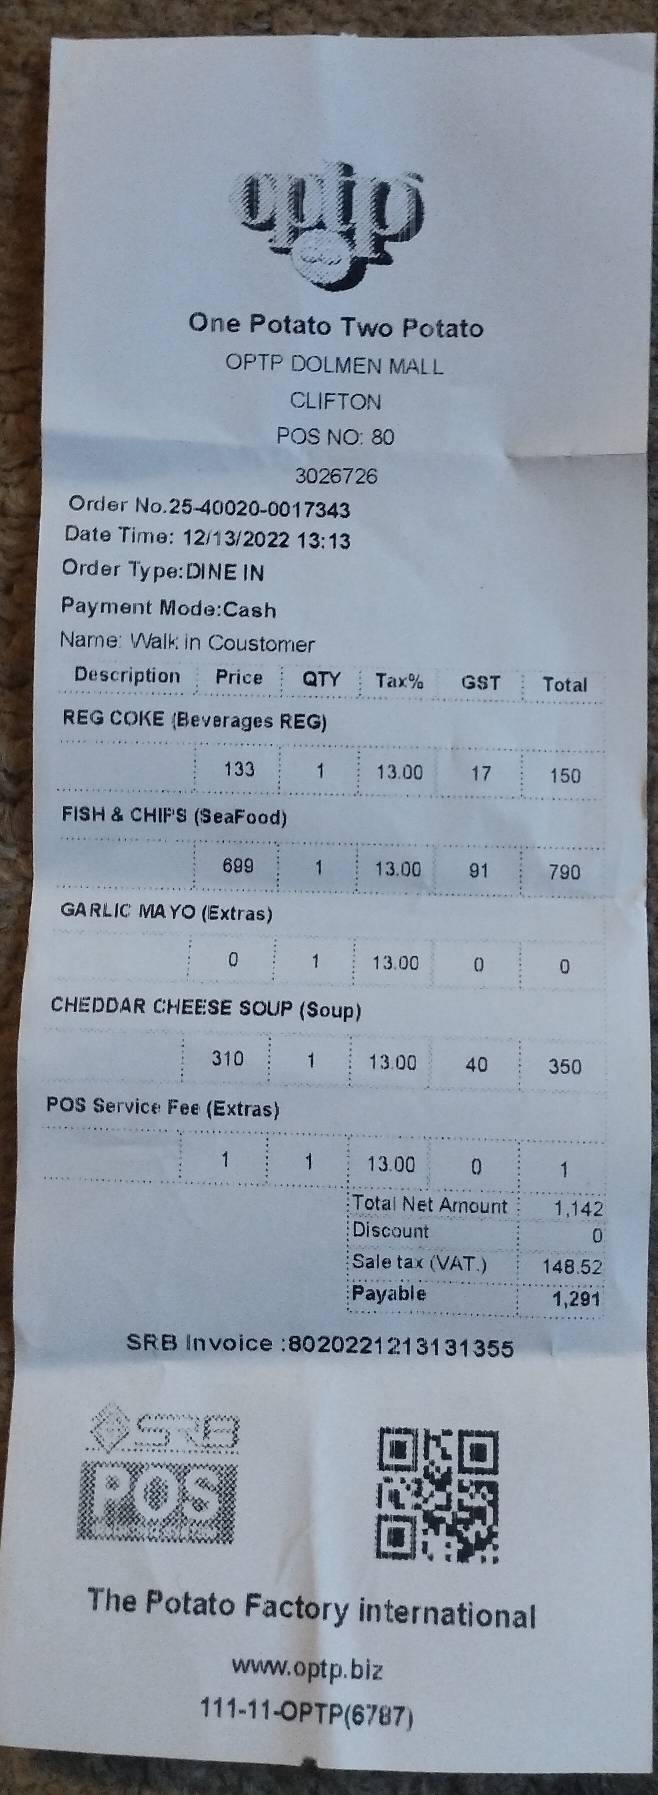 optp
One Potato Two Potato
OPTP DOLMEN MALL
CLIFTON
POS NO: 80
3026726
Order No.25-40020-0017343
Date Time: 12/13/2022 13:13
Order Type:DINE IN
Payment Mode:Cash
Name: Walk in Coustomer
Description Price QTY Tax% GST Total
REG COKE (Beverages REG)
133 1 13.00 17 150
FISH & CHIPS (SeaFood)
699 1 13.00 91 790
GARLIC MAYO (Extras)
0 1 13.00 0 0
CHEDDAR CHEESE SOUP (Soup)
310 1 13.00 40 350
POS Service Fee (Extras)
1 1 13.00 0 1
Total Net Amount 1,142
Discount 0
Sale tax (VAT.) 148.52
Payable 1,291
SRB Invoice :8020221213131355
SRB
POS
The Potato Factory international
www.optp.biz
111-11-OPTP(6787)